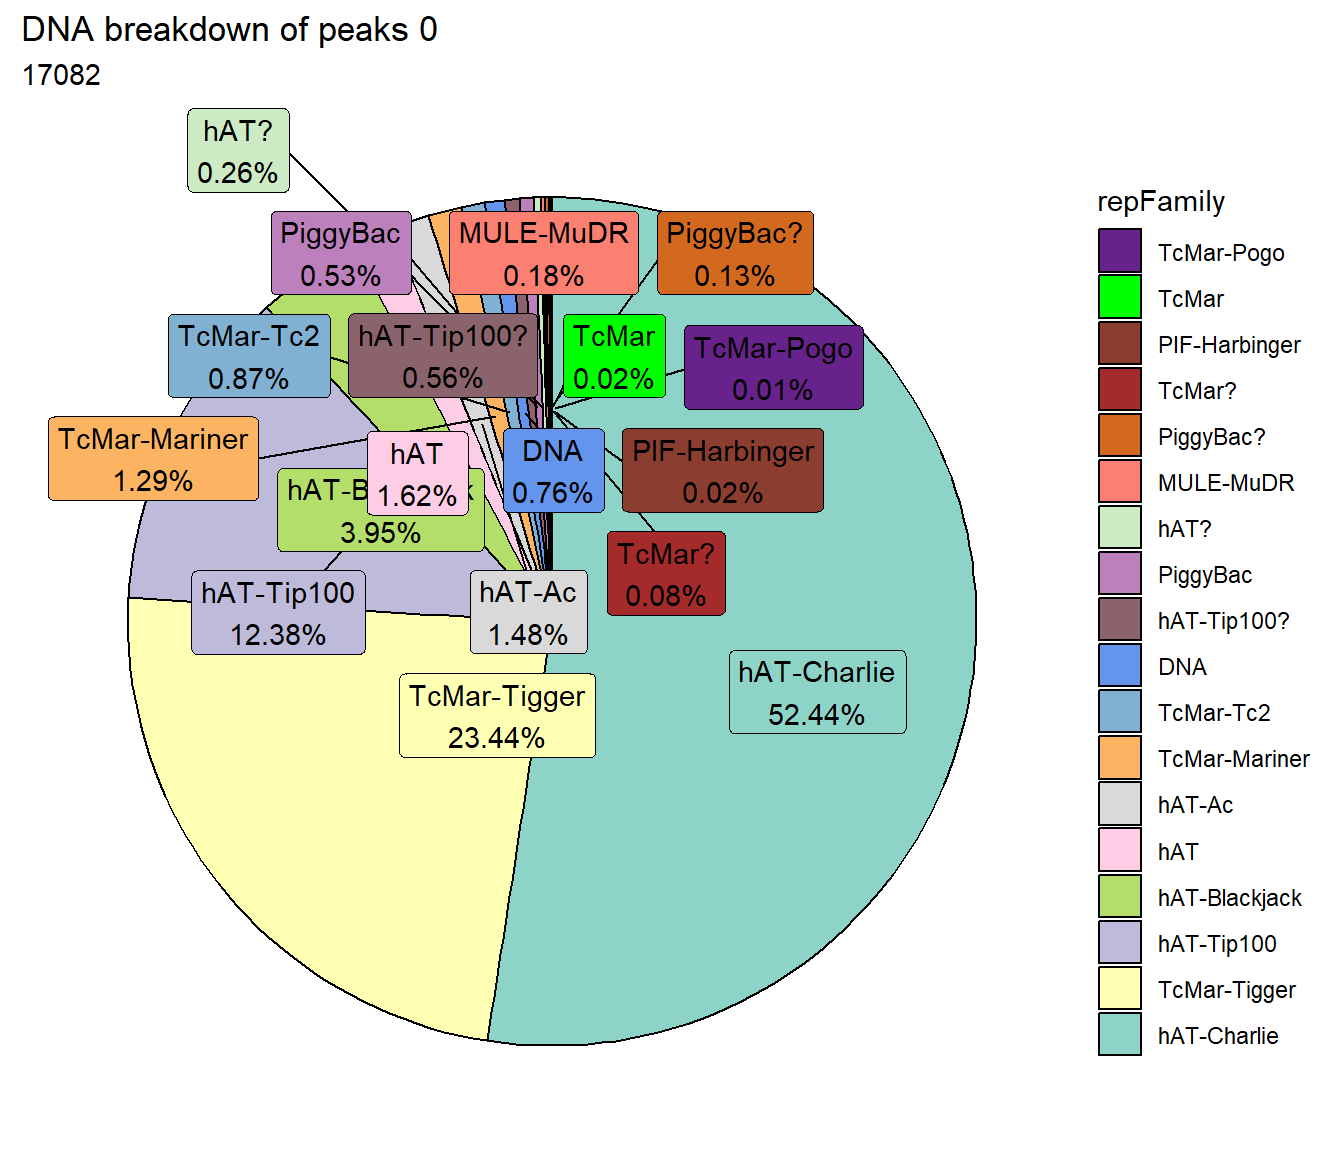 DNA breakdown of peaks 0
17082
hAT?
0.26%
PiggyBac
0.53%
MULE-MuDR
0.18%
PiggyBac?
0.13%
TcMar-Tc2
0.87%
hAT-Tip100?
0.56%
TcMar
0.02%
TcMar-Pogo
0.01%
TcMar-Mariner
1.29%
hAT
1.62%
DNA
0.76%
PIF-Harbinger
0.02%
3.95%
TcMar?
0.08%
hAT-Tip100
12.38%
hAT-Ac
1.48%
hAT-Charlie
52.44%
TcMar-Tigger
23.44%
repFamily
TcMar-Pogo
TcMar
PIF-Harbinger
TcMar?
PiggyBac?
MULE-MuDR
hAT?
PiggyBac
hAT-Tip100?
DNA
TcMar-Tc2
TcMar-Mariner
hAT-Ac
hAT
hAT-Blackjack
hAT-Tip100
TcMar-Tigger
hAT-Charlie